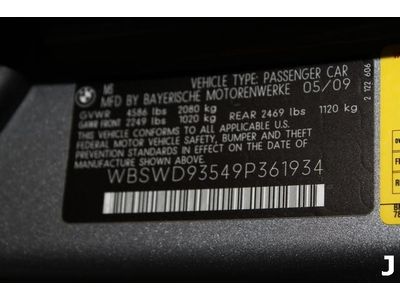 VEHICLE TYPE: PASSENGER CAR
MFD BY BAYERISCHE MOTORENWERKE 05/09
GVWR 4586 lbs 2080 kg
GAWR FRONT 2249 lbs 1020 kg REAR 2469 lbs 1120 kg
THIS VEHICLE CONFORMS TO ALL APPLICABLE U.S.
FEDERAL MOTOR VEHICLE SAFETY, BUMPER, AND
THEFT PREVENTION STANDARDS IN EFFECT ON THE
DATE OF MANUFACTURE SHOWN ABOVE.
WBSWD93549P361934
2 122 606
J